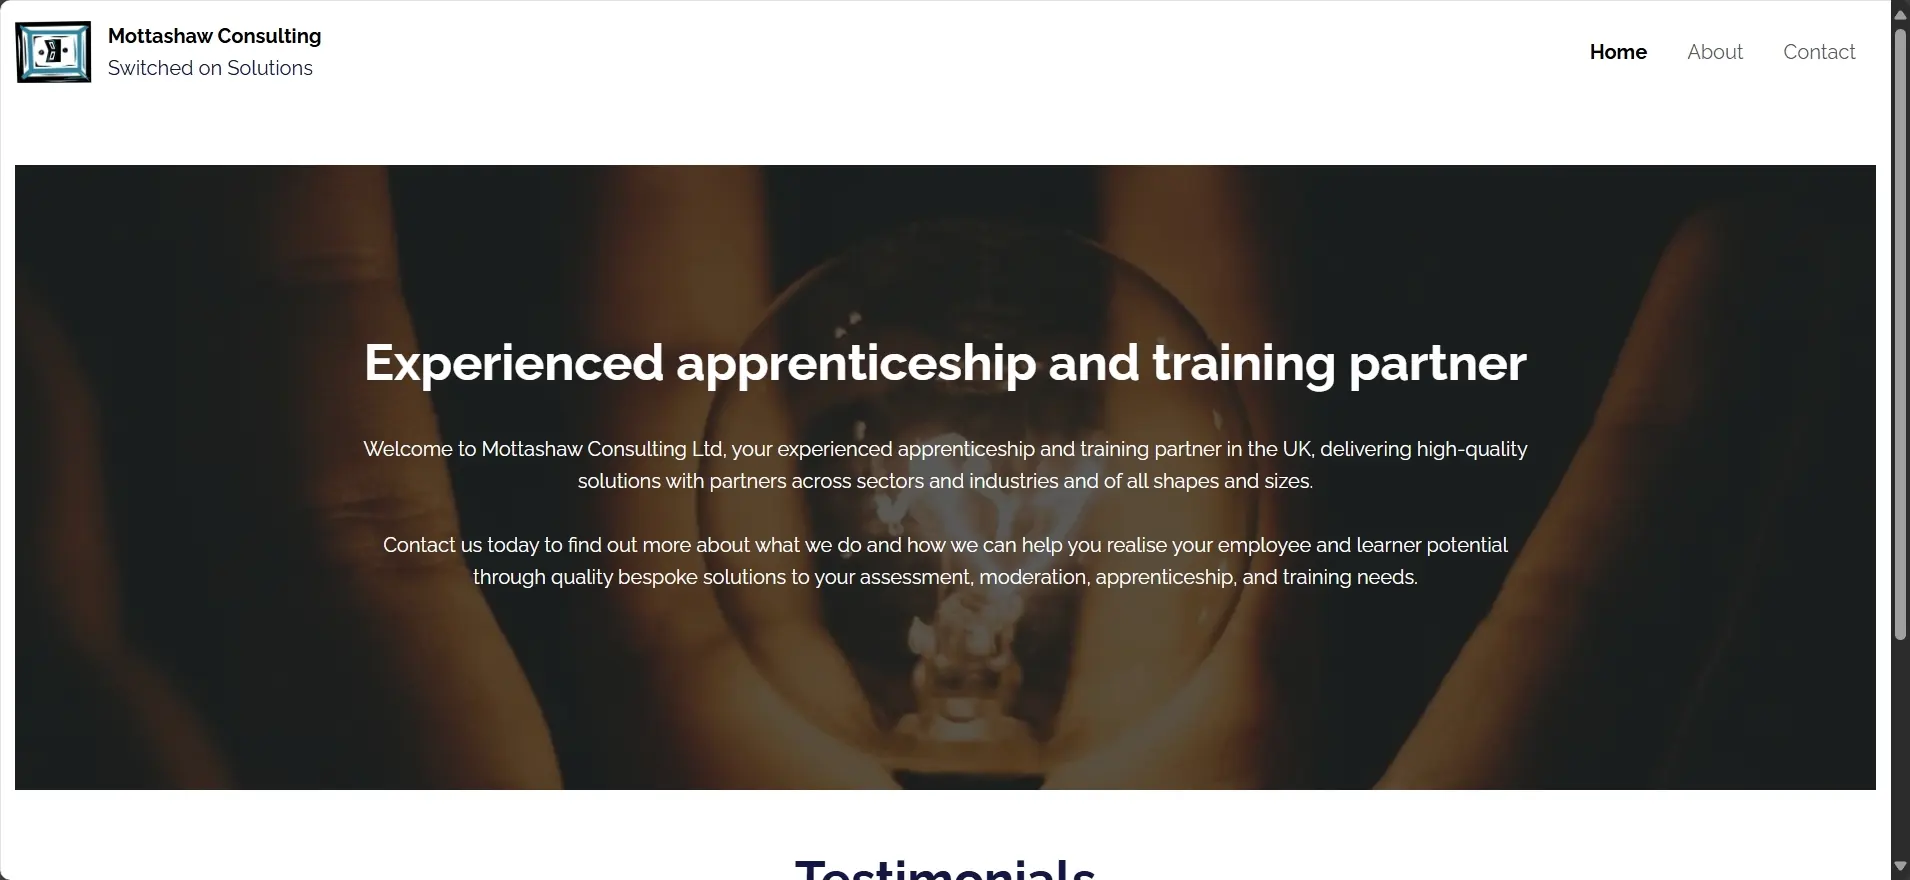 Mottashaw Consulting
Switched on Solutions
Home About Contact
Experienced apprenticeship and training partner
Welcome to Mottashaw Consulting Ltd, your experienced apprenticeship and training partner in the UK, delivering high-quality
solutions with partners across sectors and industries and of all shapes and sizes.
Contact us today to find out more about what we do and how we can help you realise your employee and learner potential
through quality bespoke solutions to your assessment, moderation, apprenticeship, and training needs.
Testimonials